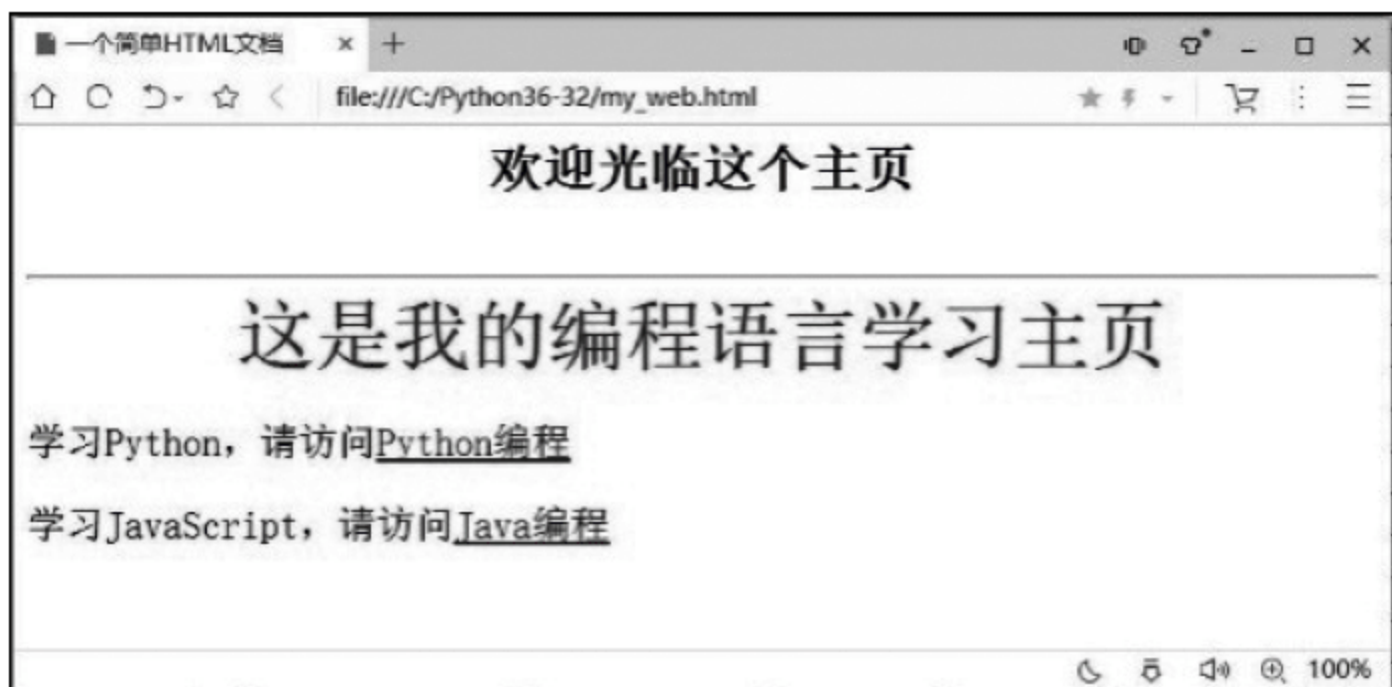 一个简单HTML文档
file:///C:/Python36-32/my_web.html
欢迎光临这个主页
这是我的编程语言学习主页
学习Python，请访问Python编程
学习JavaScript，请访问Java编程
100%